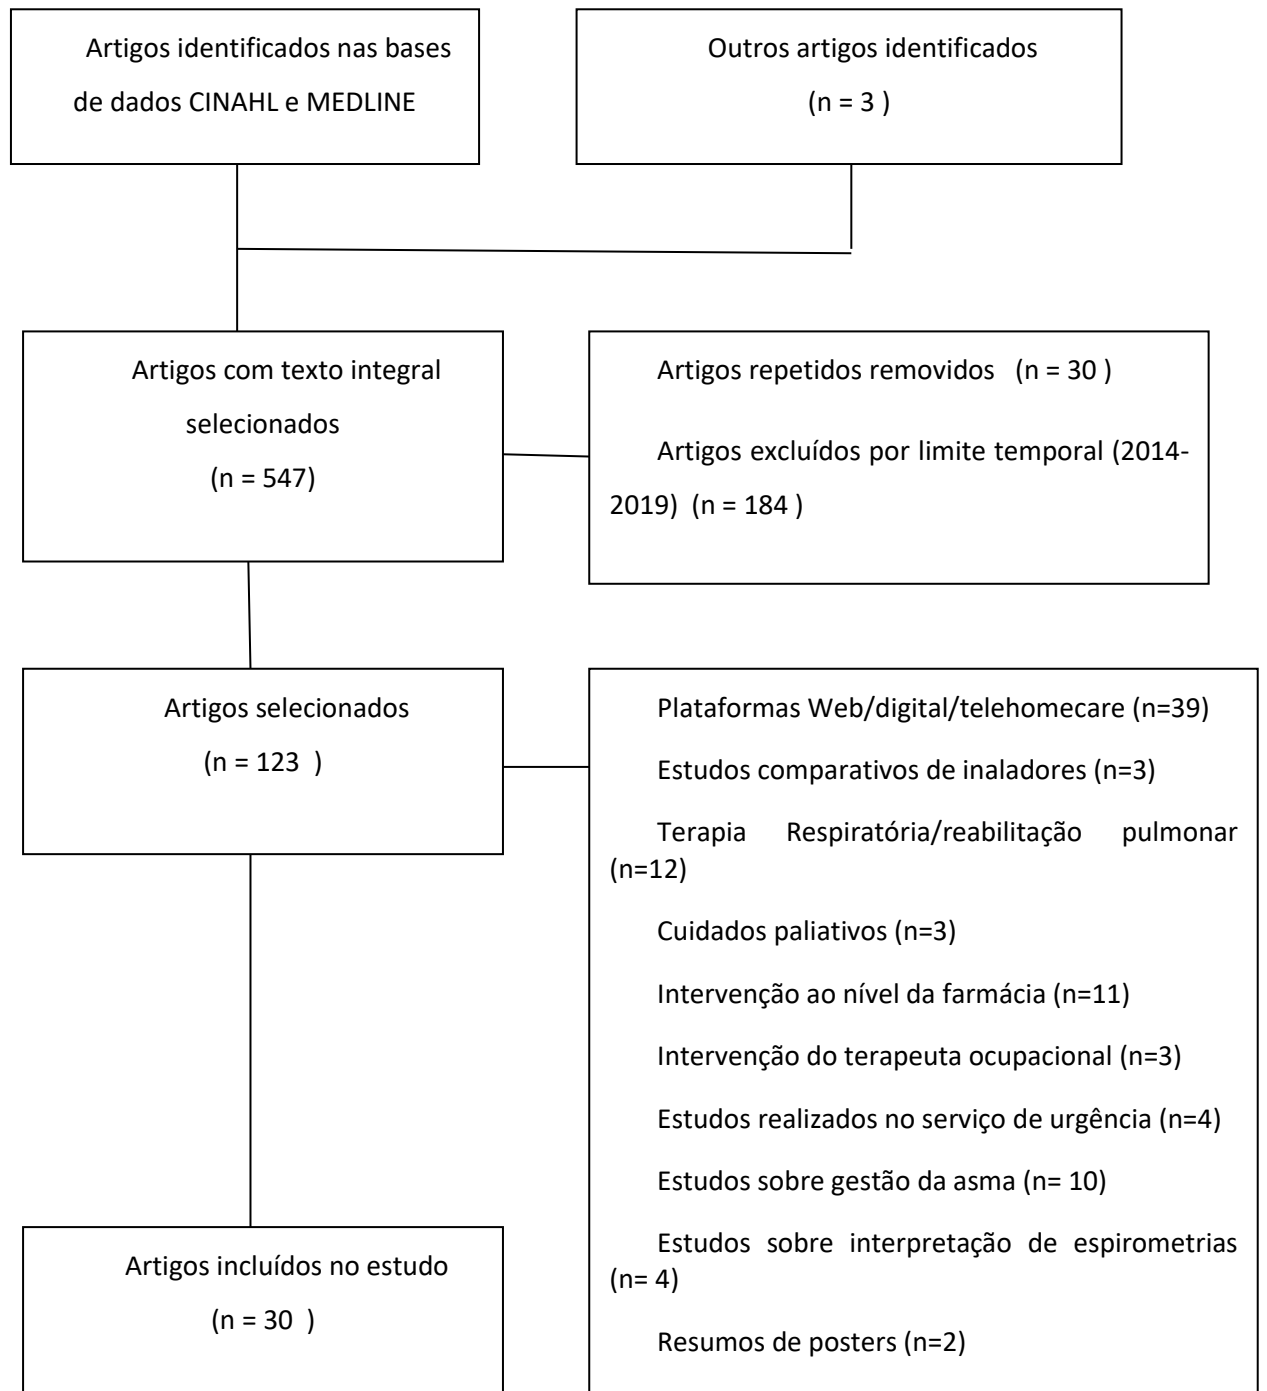 Artigos identificados nas bases
de dados CINAHL e MEDLINE
Outros artigos identificados
(n = 3 )
Artigos com texto integral
selecionados
(n = 547)
Artigos repetidos removidos (n = 30 )
Artigos excluídos por limite temporal (2014-
2019) (n = 184 )
Artigos selecionados
(n = 123 )
Plataformas Web/digital/telehomecare (n=39)
Estudos comparativos de inaladores (n=3)
Terapia Respiratória/reabilitação pulmonar
(n=12)
Cuidados paliativos (n=3)
Intervenção ao nível da farmácia (n=11)
Intervenção do terapeuta ocupacional (n=3)
Estudos realizados no serviço de urgência (n=4)
Estudos sobre gestão da asma (n= 10)
Estudos sobre interpretação de espirometrias
(n= 4)
Resumos de posters (n=2)
Artigos incluídos no estudo
(n = 30 )